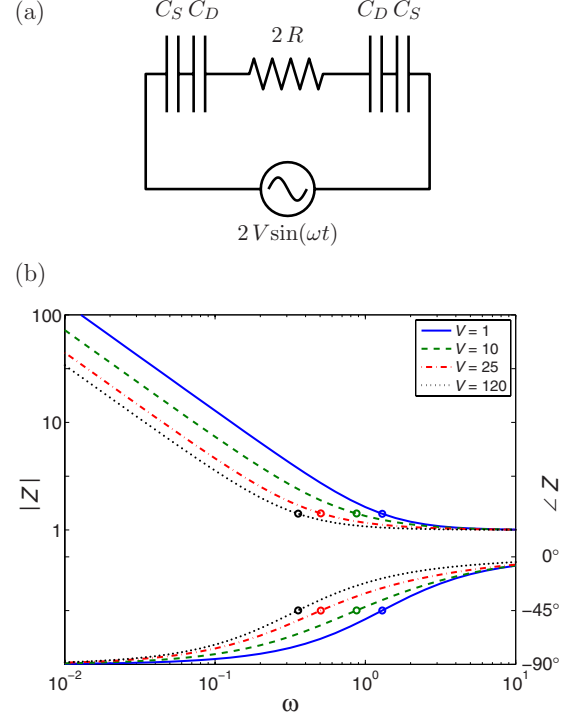 (a)
C_S C_D
2 R
C_D C_S
2 V sin(ωt)
(b)
100
10
1
|Z|
V = 1
V = 10
V = 25
V = 120
∠ Z
0°
−45°
−90°
10^−2
10^−1
10^0
10^1
ω